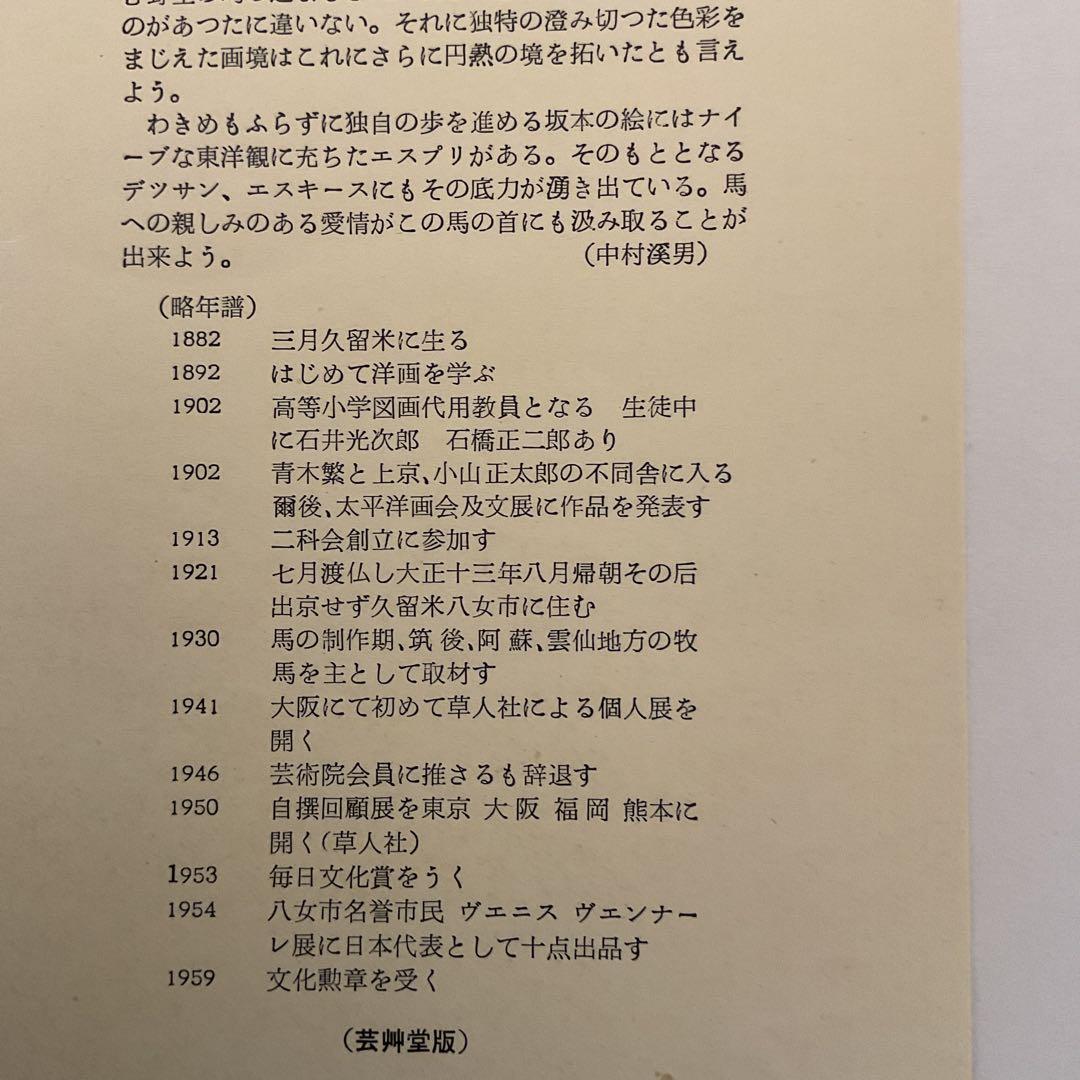 のがあつたに違いない。それに独特の澄み切つた色彩を
まじえた画境はこれにさらに円熟の境を拓いたとも言え
よう。
わきめもふらずに独自の歩を進める坂本の絵にはナイ
ーブな東洋観に充ちたエスプリがある。そのもととなる
デツサン、エスキースにもその底力が湧き出ている。馬
への親しみのある愛情がこの馬の首にも汲み取ることが
出来よう。 (中村溪男)
(略年譜)
1882 三月久留米に生る
1892 はじめて洋画を学ぶ
1902 高等小学図画代用教員となる 生徒中
に石井光次郎 石橋正二郎あり
1902 青木繁と上京、小山正太郎の不同舎に入る
爾後、太平洋画会及文展に作品を発表す
1913 二科会創立に参加す
1921 七月渡仏し大正十三年八月帰朝その后
出京せず久留米八女市に住む
1930 馬の制作期、筑後、阿蘇、雲仙地方の牧
馬を主として取材す
1941 大阪にて初めて草人社による個人展を
開く
1946 芸術院会員に推さるも辞退す
1950 自撰回顧展を東京 大阪 福岡 熊本に
開く(草人社)
1953 毎日文化賞をうく
1954 八女市名誉市民 ヴエニス ヴエンナー
レ展に日本代表として十点出品す
1959 文化勲章を受く
(芸艸堂版)